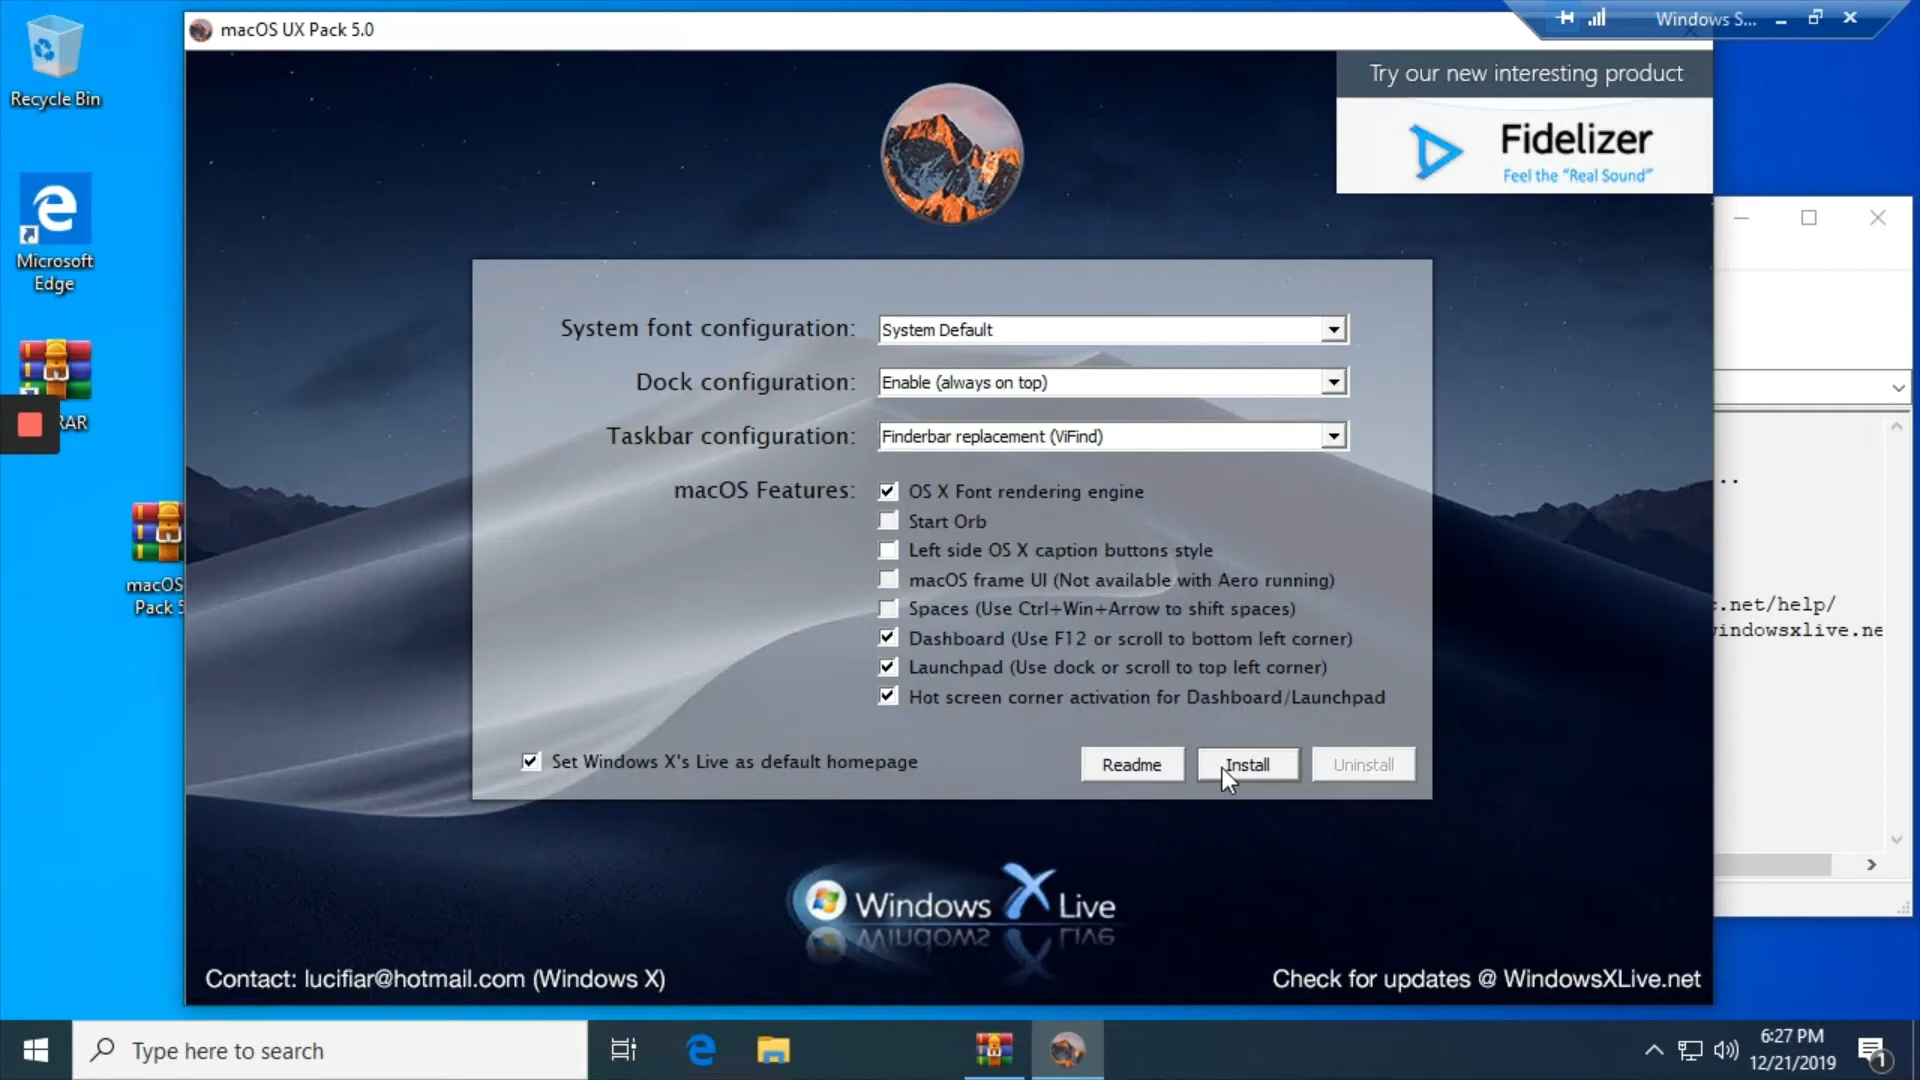 macOS UX Pack 5.0
Windows S...
Recycle Bin
Microsoft
Edge
RAR
macOS
Pack 5
Try our new interesting product
Fidelizer
Feel the “Real Sound”
System font configuration: System Default
Dock configuration: Enable (always on top)
Taskbar configuration: Finderbar replacement (ViFind)
macOS Features: OS X Font rendering engine
Start Orb
Left side OS X caption buttons style
macOS frame UI (Not available with Aero running)
Spaces (Use Ctrl+Win+Arrow to shift spaces)
Dashboard (Use F12 or scroll to bottom left corner)
Launchpad (Use dock or scroll to top left corner)
Hot screen corner activation for Dashboard/Launchpad
Set Windows X's Live as default homepage
Readme
Install
Uninstall
..
.net/help/
indowsxlive.ne
Windows X Live
Contact: lucifiar@hotmail.com (Windows X)
Check for updates @ WindowsXLive.net
Type here to search
6:27 PM
12/21/2019
1